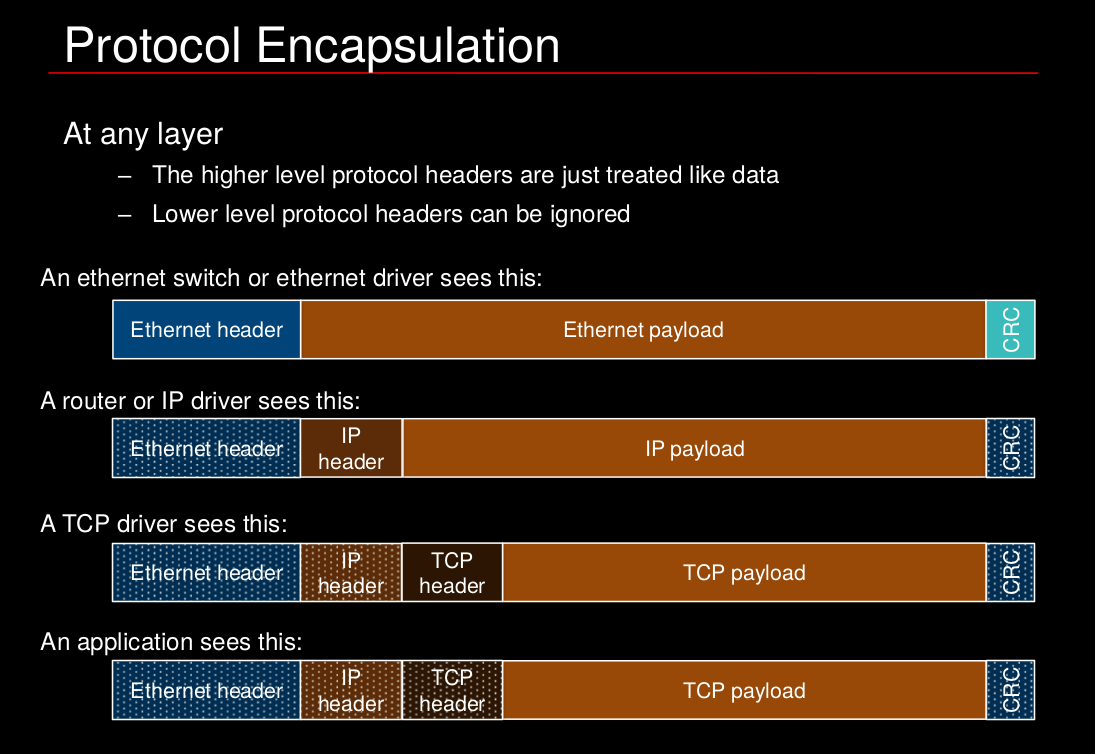 Protocol Encapsulation
At any layer
– The higher level protocol headers are just treated like data
– Lower level protocol headers can be ignored
An ethernet switch or ethernet driver sees this:
Ethernet header Ethernet payload CRC
A router or IP driver sees this:
Ethernet header IP header IP payload CRC
A TCP driver sees this:
Ethernet header IP header TCP header TCP payload CRC
An application sees this:
Ethernet header IP header TCP header TCP payload CRC